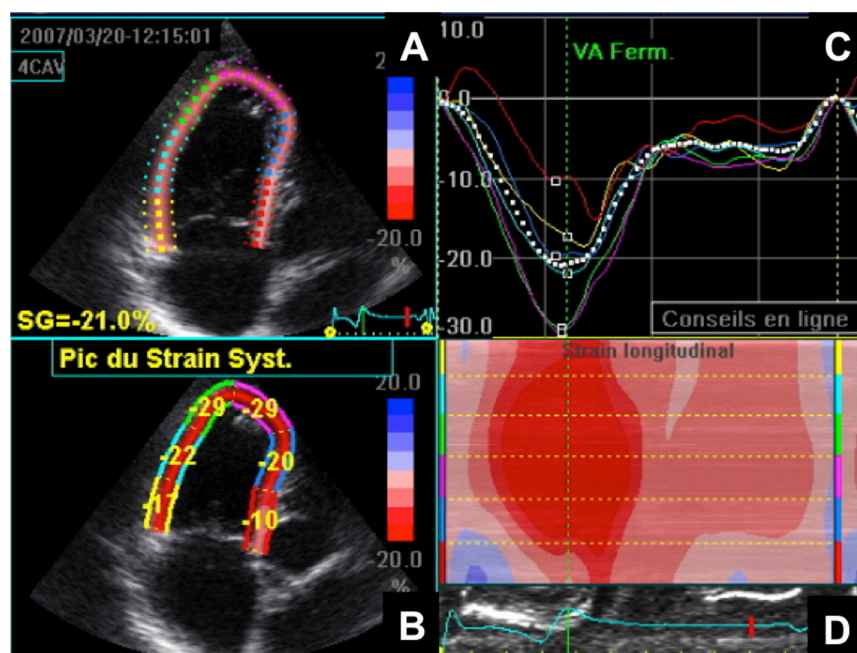 2007/03/20-12:15:01
A
4CAV
2
-20.0
%
SG=-21.0%
10.0
C
VA Ferm.
0.0
-10.0
-20.0
-30.0
Conseils en ligne
Pic du Strain Syst.
20.0
-29
-29
-22
-20
-17
-10
-20.0
%
B
Strain longitudinal
D